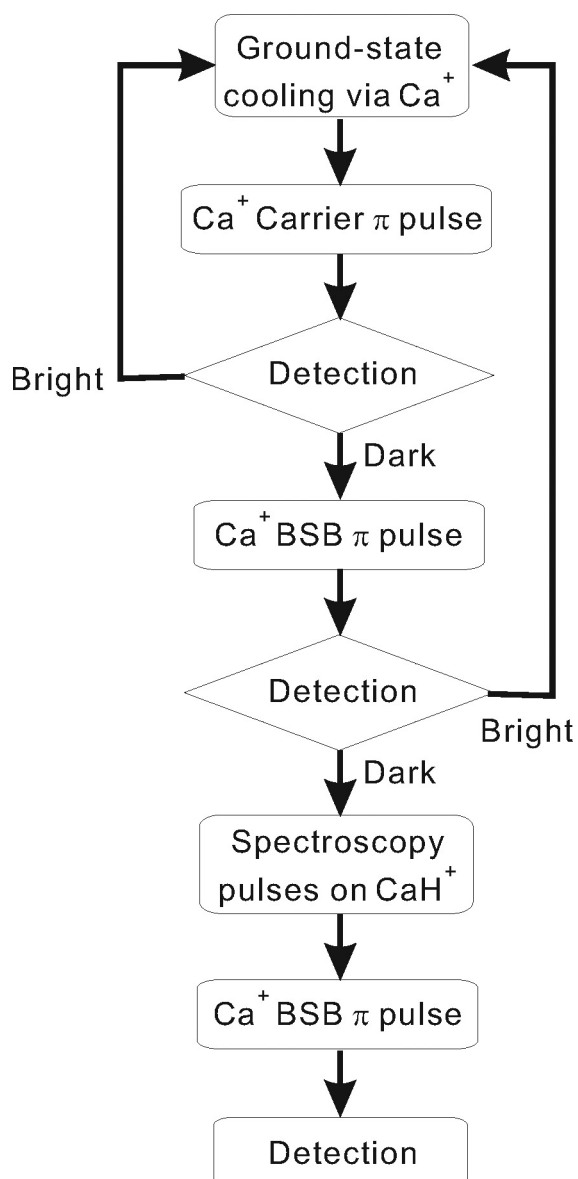 Ground-state
cooling via Ca⁺
Ca⁺ Carrier π pulse
Detection
Bright
Dark
Ca⁺ BSB π pulse
Detection
Bright
Dark
Spectroscopy
pulses on CaH⁺
Ca⁺ BSB π pulse
Detection